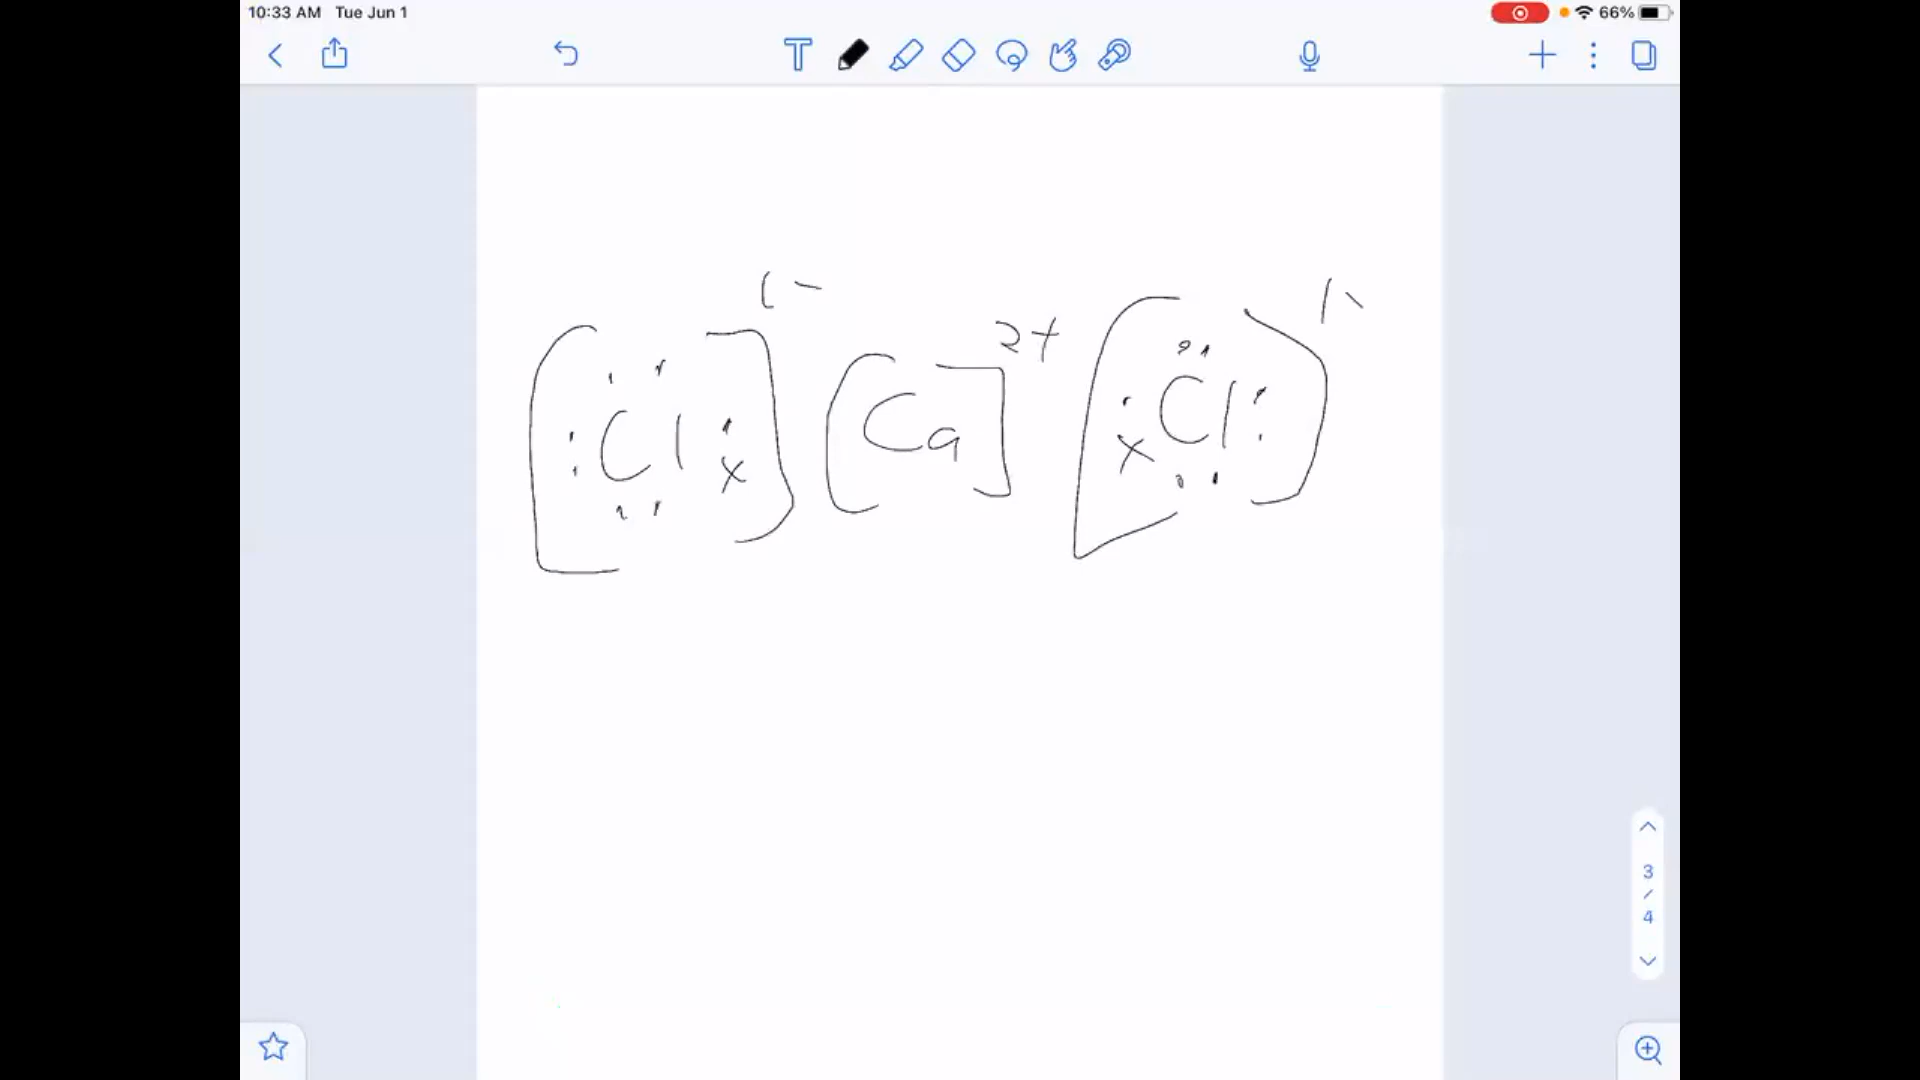 10:33 AM Tue Jun 1
66%
[Cl]1- [Ca]2+ [Cl]1-
x x
3
/
4